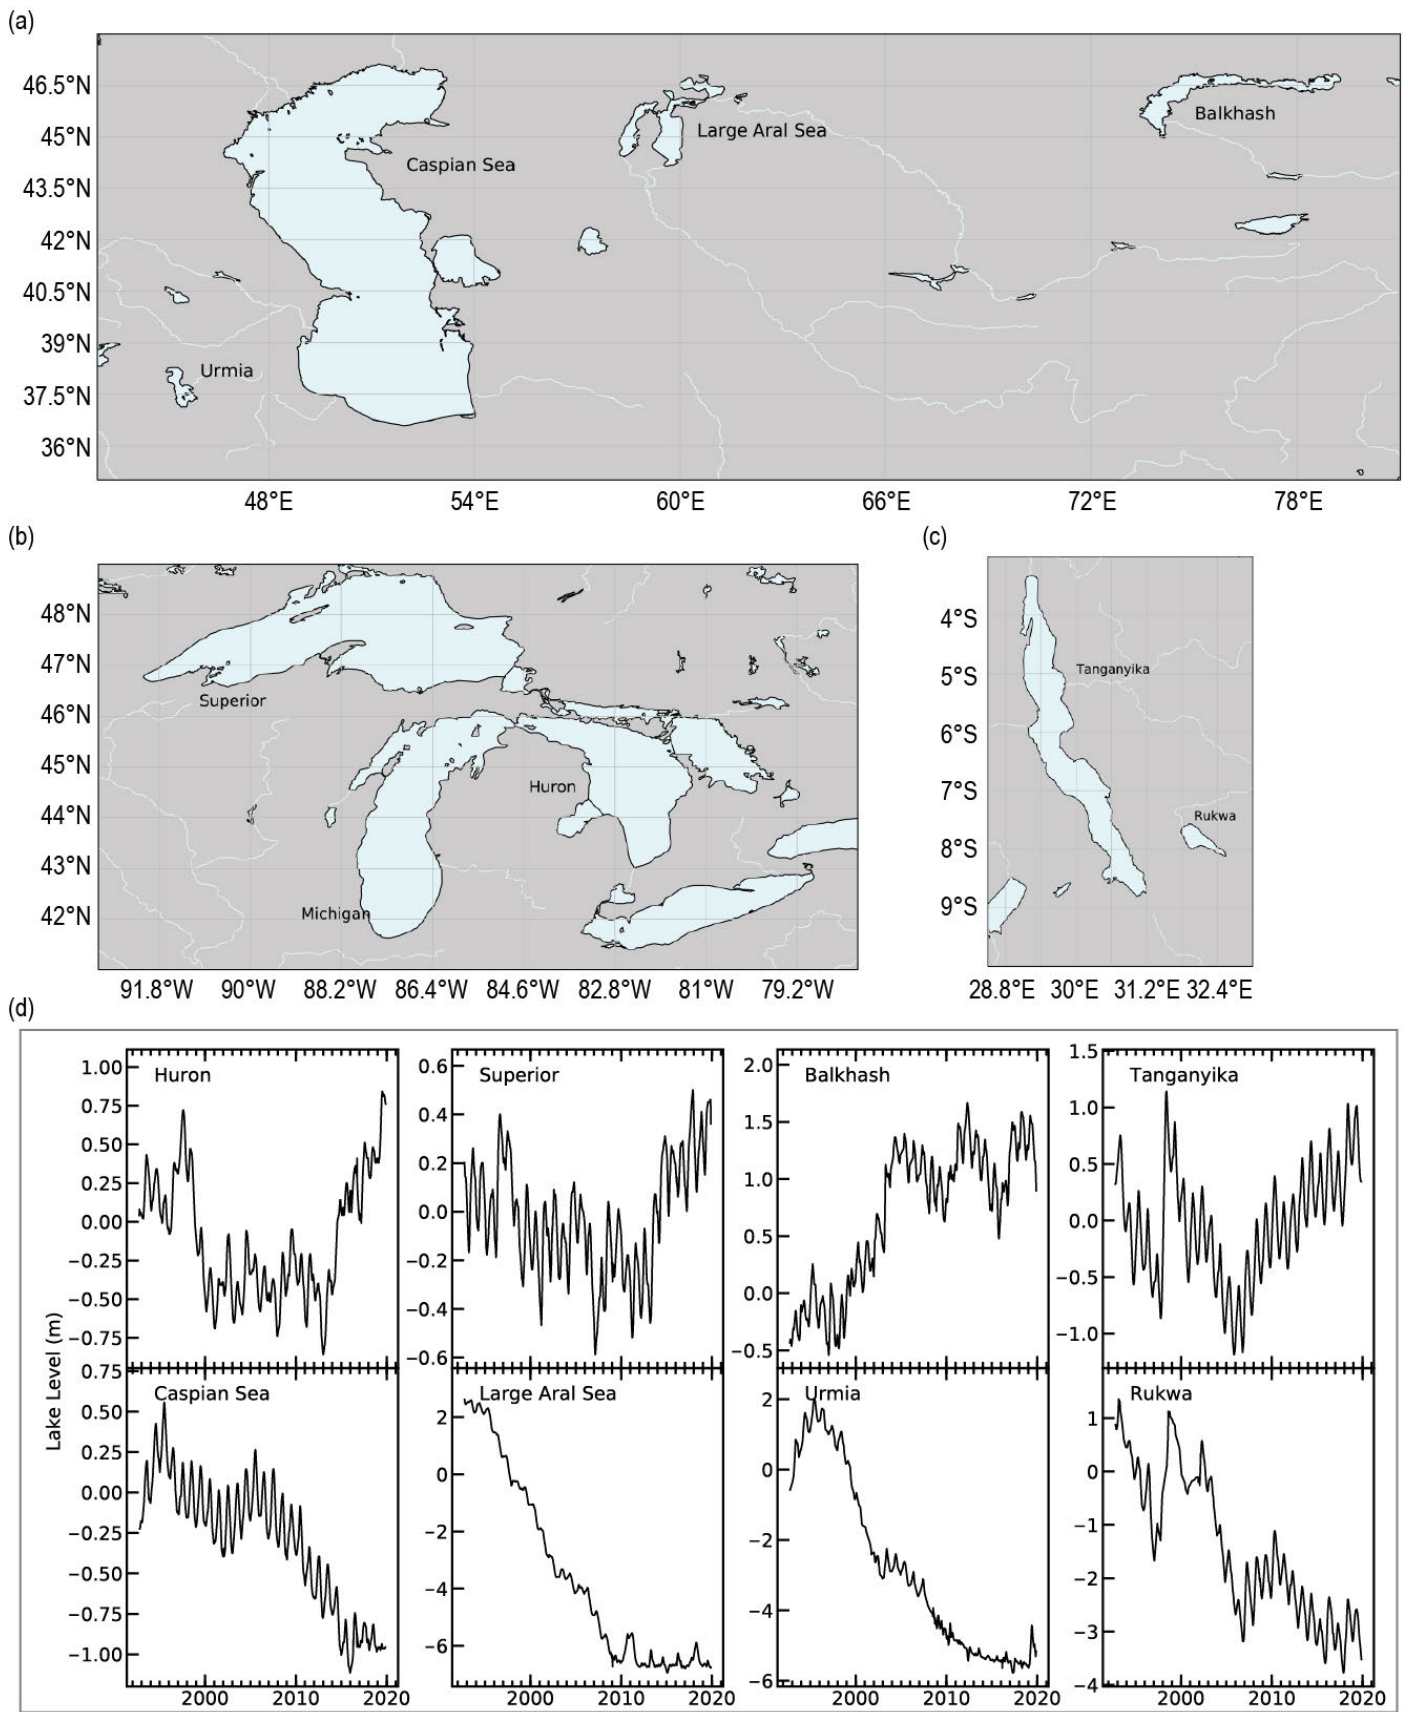 (a)
46.5°N
45°N
43.5°N
42°N
40.5°N
39°N
37.5°N
36°N
Balkhash
Large Aral Sea
Caspian Sea
Urmia
48°E 54°E 60°E 66°E 72°E 78°E
(b)
48°N
47°N
46°N
45°N
44°N
43°N
42°N
Superior
Huron
Michigan
91.8°W 90°W 88.2°W 86.4°W 84.6°W 82.8°W 81°W 79.2°W
(c)
4°S
5°S
6°S
7°S
8°S
9°S
Tanganyika
Rukwa
28.8°E 30°E 31.2°E 32.4°E
(d)
Lake Level (m)
Huron
1.00
0.75
0.50
0.25
0.00
−0.25
−0.50
−0.75
Superior
0.6
0.4
0.2
0.0
−0.2
−0.4
−0.6
Balkhash
2.0
1.5
1.0
0.5
0.0
−0.5
Tanganyika
1.5
1.0
0.5
0.0
−0.5
−1.0
Caspian Sea
0.75
0.50
0.25
0.00
−0.25
−0.50
−0.75
−1.00
2000 2010 2020
Large Aral Sea
2
0
−2
−4
−6
2000 2010 2020
Urmia
2
0
−2
−4
−6
2000 2010 2020
Rukwa
1
0
−1
−2
−3
−4
2000 2010 2020